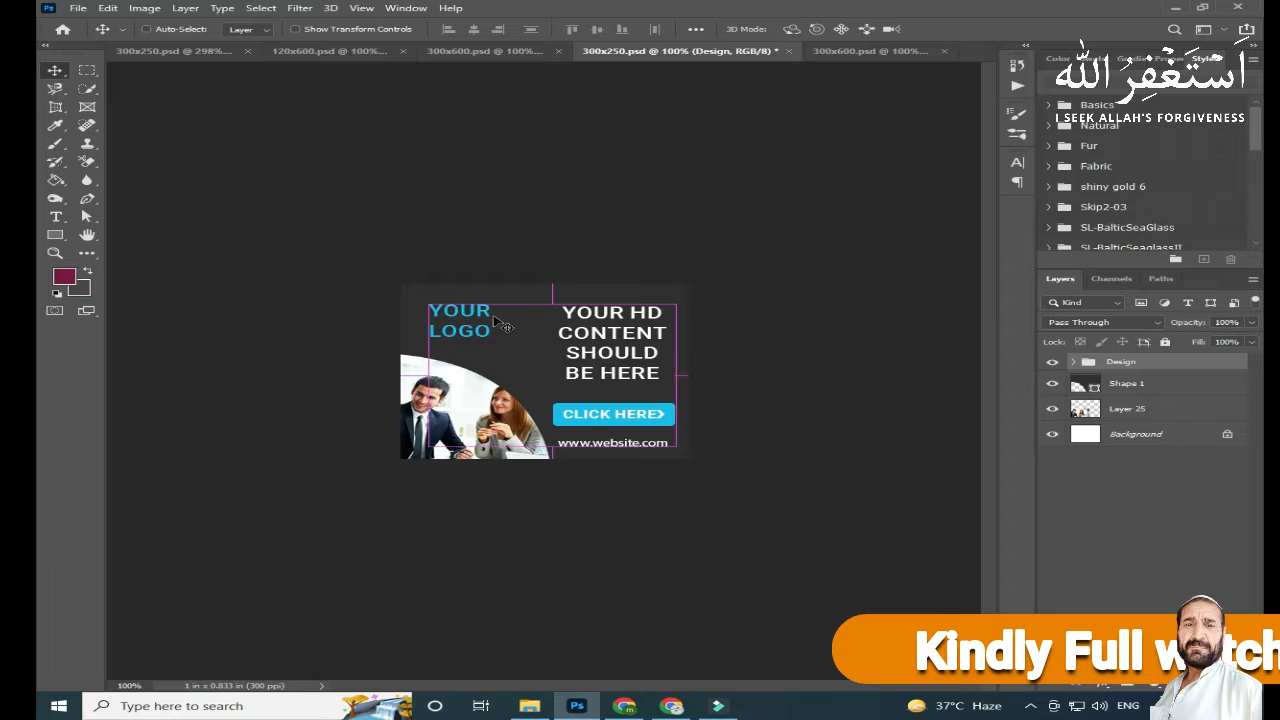 File Edit Image Layer Type Select Filter 3D View Window Help
Auto-Select: Layer Show Transform Controls ••• 3D Mode:
300x250.psd @ 298%... × 120x600.psd @ 100%... × 300x600.psd @ 100%... × 300x250.psd @ 100% (Design, RGB/8) * × 300x600.psd @ 100%... ×
Styles
أَسْتَغْفِرُ اللّٰه
I SEEK ALLAH'S FORGIVENESS
Basics
Natural
Fur
Fabric
shiny gold 6
Skip2-03
SL-BalticSeaGlass
SL-BalticSeaglassII
Layers Channels Paths
Kind
Pass Through Opacity: 100%
Lock: Fill: 100%
Design
Shape 1
Layer 25
Background
YOUR
LOGO
YOUR HD
CONTENT
SHOULD
BE HERE
CLICK HERE
www.website.com
100% 1 in x 0.833 in (300 ppi)
Kindly Full
Type here to search
37°C Haze ENG